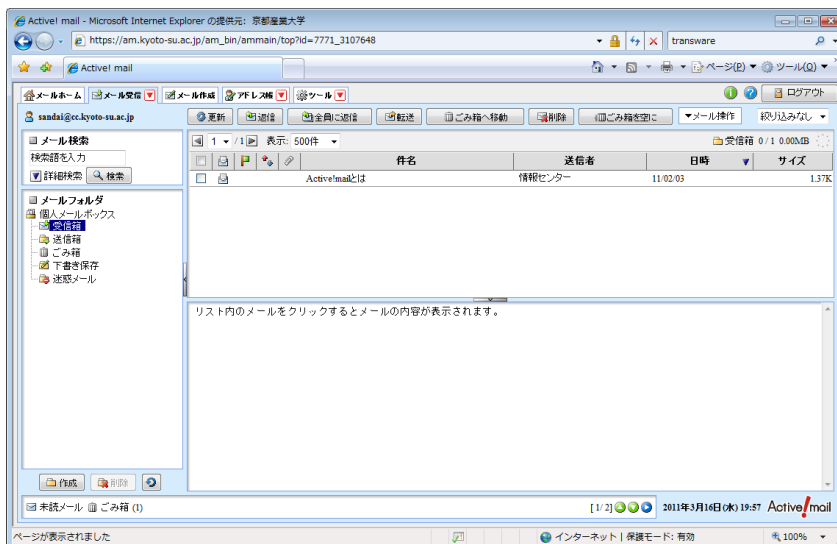 Active! mail - Microsoft Internet Explorer の提供元: 京都産業大学
https://am.kyoto-su.ac.jp/am_bin/ammain/top?id=7771_3107648
transware
Active! mail
ページ(P) ツール(O)
メールホーム メール受信 メール作成 アドレス帳 ツール ログアウト
sandai@cc.kyoto-su.ac.jp
更新 返信 全員に返信 転送 ごみ箱へ移動 削除 ごみ箱を空に ▼メール操作 絞り込みなし
メール検索
検索語を入力
詳細検索 検索
1 /1 表示: 500件 受信箱 0 / 1 0.00MB
件名 送信者 日時 ▼ サイズ
Active!mailとは 情報センター 11/02/03 1.37K
メールフォルダ
個人メールボックス
受信箱
送信箱
ごみ箱
下書き保存
迷惑メール
リスト内のメールをクリックするとメールの内容が表示されます。
作成 削除
未読メール ごみ箱 (1)
[1/2] 2011年3月16日(水) 19:57 Active! mail
ページが表示されました インターネット | 保護モード: 有効 100%